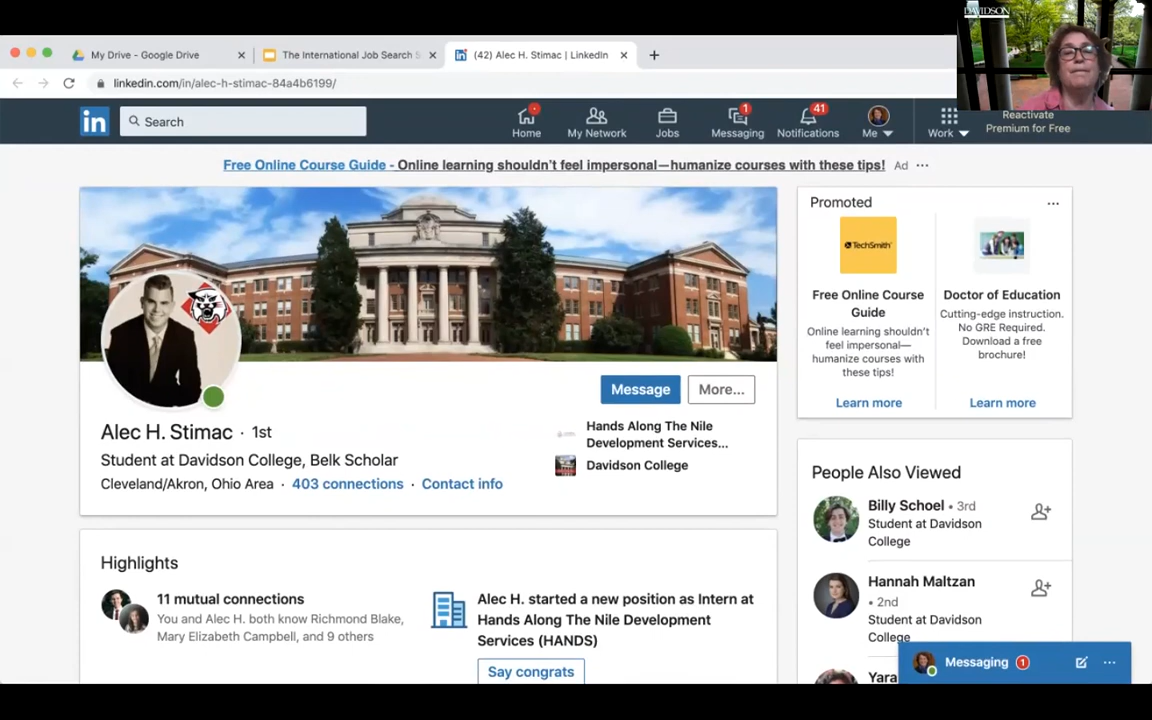 DAVIDSON
My Drive - Google Drive
The International Job Search S
(42) Alec H. Stimac | LinkedIn
linkedin.com/in/alec-h-stimac-84a4b6199/
in
Search
1
41
Home
My Network
Jobs
Messaging
Notifications
Me
Work
Reactivate
Premium for Free
Free Online Course Guide - Online learning shouldn't feel impersonal—humanize courses with these tips! Ad ...
Promoted
TechSmith
Free Online Course
Guide
Online learning shouldn't
feel impersonal—
humanize courses with
these tips!
Learn more
Doctor of Education
Cutting-edge instruction.
No GRE Required.
Download a free
brochure!
Learn more
Message
More...
Alec H. Stimac · 1st
Student at Davidson College, Belk Scholar
Cleveland/Akron, Ohio Area · 403 connections · Contact info
Hands Along The Nile
Development Services...
Davidson College
Highlights
11 mutual connections
You and Alec H. both know Richmond Blake,
Mary Elizabeth Campbell, and 9 others
Alec H. started a new position as Intern at
Hands Along The Nile Development
Services (HANDS)
Say congrats
People Also Viewed
Billy Schoel • 3rd
Student at Davidson
College
Hannah Maltzan
• 2nd
Student at Davidson
College
Yara
Messaging 1